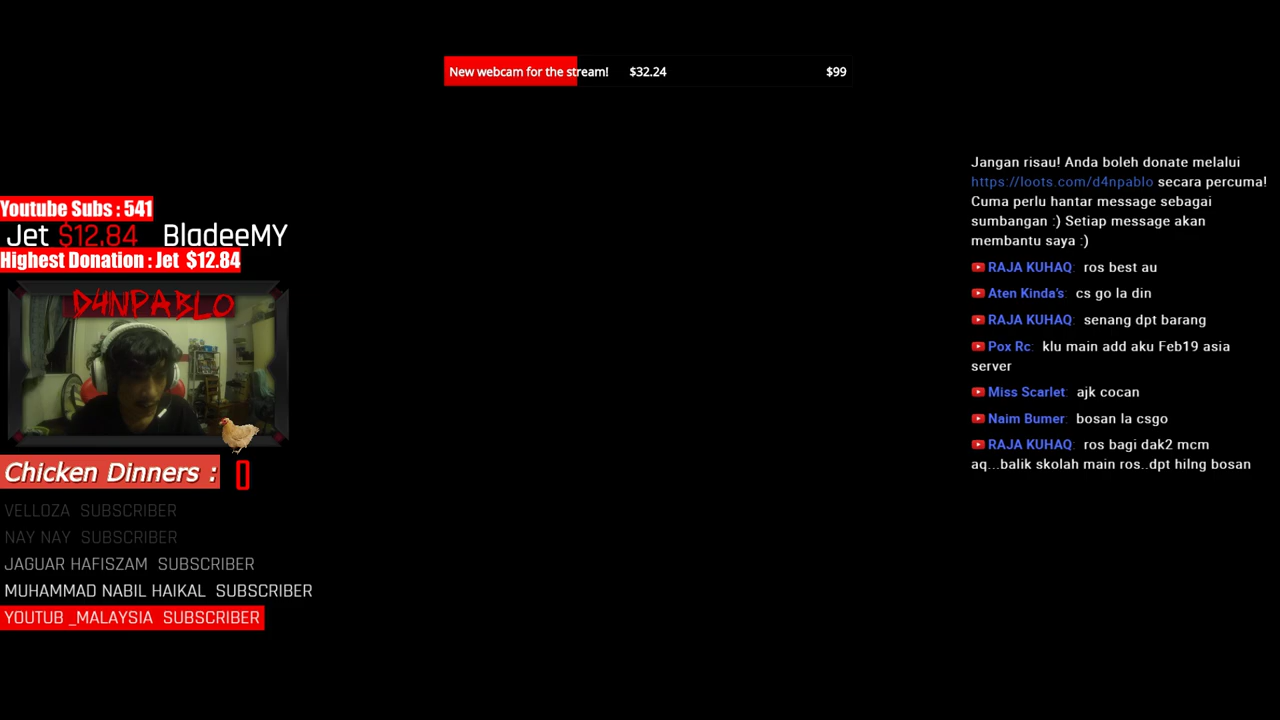 New webcam for the stream! $32.24 $99
Jangan risau! Anda boleh donate melalui
https://loots.com/d4npablo secara percuma!
Cuma perlu hantar message sebagai
sumbangan :) Setiap message akan
membantu saya :)
RAJA KUHAQ: ros best au
Aten Kinda's: cs go la din
RAJA KUHAQ: senang dpt barang
Pox Rc: klu main add aku Feb19 asia
server
Miss Scarlet: ajk cocan
Naim Bumer: bosan la csgo
RAJA KUHAQ: ros bagi dak2 mcm
aq...balik skolah main ros..dpt hilng bosan
Youtube Subs : 541
Jet $12.84 BladeeMY
Highest Donation : Jet $12.84
D4NPABLO
Chicken Dinners : 0
VELLOZA SUBSCRIBER
NAY NAY SUBSCRIBER
JAGUAR HAFISZAM SUBSCRIBER
MUHAMMAD NABIL HAIKAL SUBSCRIBER
YOUTUB _MALAYSIA SUBSCRIBER